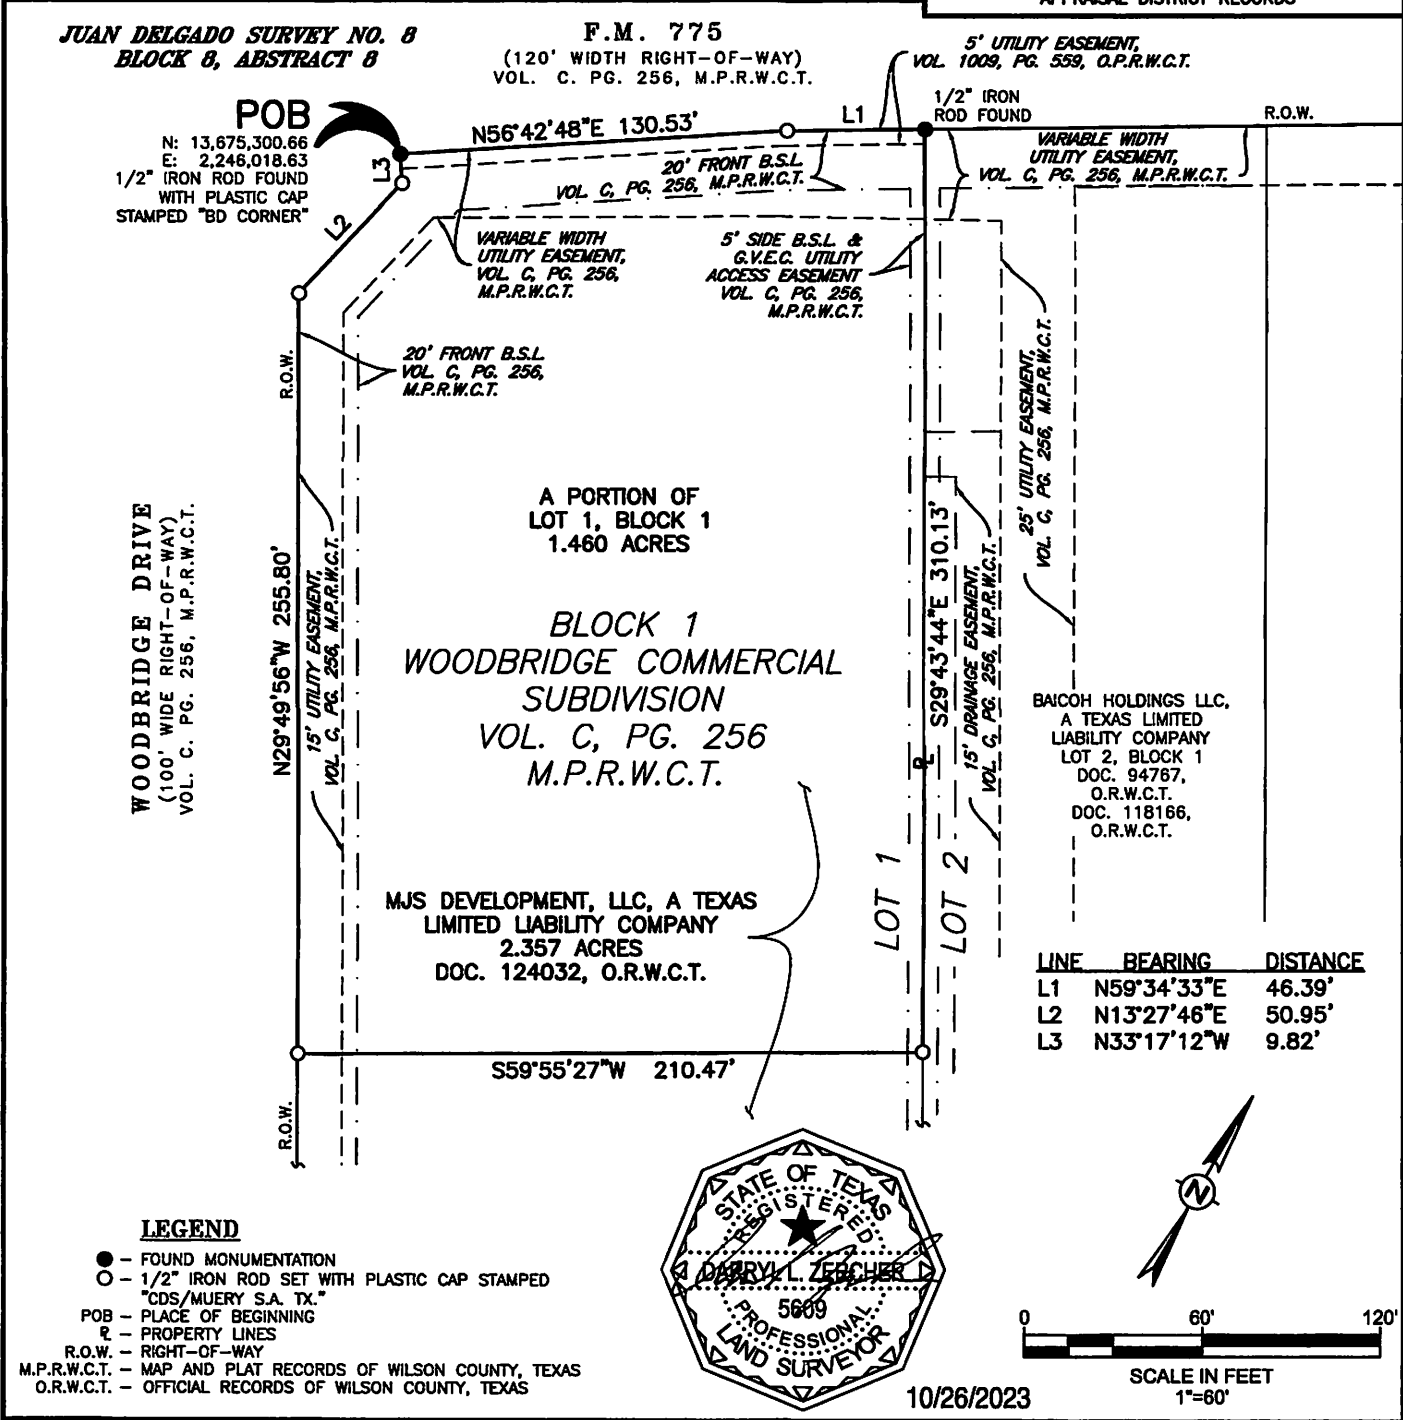 APPRAISAL DISTRICT RECORDS
JUAN DELGADO SURVEY NO. 8
BLOCK 8, ABSTRACT 8
F.M. 775
(120' WIDTH RIGHT-OF-WAY)
VOL. C. PG. 256, M.P.R.W.C.T.
5' UTILITY EASEMENT,
VOL. 1009, PG. 559, O.P.R.W.C.T.
POB
N: 13,675,300.66
E: 2,246,018.63
1/2" IRON ROD FOUND
WITH PLASTIC CAP
STAMPED "BD CORNER"
N56°42'48"E 130.53'
L1
1/2" IRON
ROD FOUND
R.O.W.
L3
L2
20' FRONT B.S.L.
VOL. C, PG. 256, M.P.R.W.C.T.
VARIABLE WIDTH
UTILITY EASEMENT,
VOL. C, PG. 256, M.P.R.W.C.T.
VARIABLE WIDTH
UTILITY EASEMENT,
VOL. C, PG. 256,
M.P.R.W.C.T.
5' SIDE B.S.L. &
G.V.E.C. UTILITY
ACCESS EASEMENT
VOL. C, PG. 256,
M.P.R.W.C.T.
20' FRONT B.S.L.
VOL. C, PG. 256,
M.P.R.W.C.T.
R.O.W.
25' UTILITY EASEMENT,
VOL. C, PG. 256, M.P.R.W.C.T.
A PORTION OF
LOT 1, BLOCK 1
1.460 ACRES
WOODBRIDGE DRIVE
(100' WIDE RIGHT-OF-WAY)
VOL. C. PG. 256, M.P.R.W.C.T.
N29°49'56"W 255.80'
15' UTILITY EASEMENT,
VOL. C, PG. 256, M.P.R.W.C.T.
BLOCK 1
WOODBRIDGE COMMERCIAL
SUBDIVISION
VOL. C, PG. 256
M.P.R.W.C.T.
S29°43'44"E 310.13'
15' DRAINAGE EASEMENT,
VOL. C, PG. 256, M.P.R.W.C.T.
PL
BAICOH HOLDINGS LLC,
A TEXAS LIMITED
LIABILITY COMPANY
LOT 2, BLOCK 1
DOC. 94767,
O.R.W.C.T.
DOC. 118166,
O.R.W.C.T.
LOT 1
LOT 2
MJS DEVELOPMENT, LLC, A TEXAS
LIMITED LIABILITY COMPANY
2.357 ACRES
DOC. 124032, O.R.W.C.T.
LINE BEARING DISTANCE
L1 N59°34'33"E 46.39'
L2 N13°27'46"E 50.95'
L3 N33°17'12"W 9.82'
S59°55'27"W 210.47'
R.O.W.
N
STATE OF TEXAS
REGISTERED
DARRYL L. ZERCHER
5609
PROFESSIONAL
LAND SURVEYOR
10/26/2023
LEGEND
● – FOUND MONUMENTATION
○ – 1/2" IRON ROD SET WITH PLASTIC CAP STAMPED
"CDS/MUERY S.A. TX."
POB – PLACE OF BEGINNING
PL – PROPERTY LINES
R.O.W. – RIGHT-OF-WAY
M.P.R.W.C.T. – MAP AND PLAT RECORDS OF WILSON COUNTY, TEXAS
O.R.W.C.T. – OFFICIAL RECORDS OF WILSON COUNTY, TEXAS
0 60' 120'
SCALE IN FEET
1"=60'